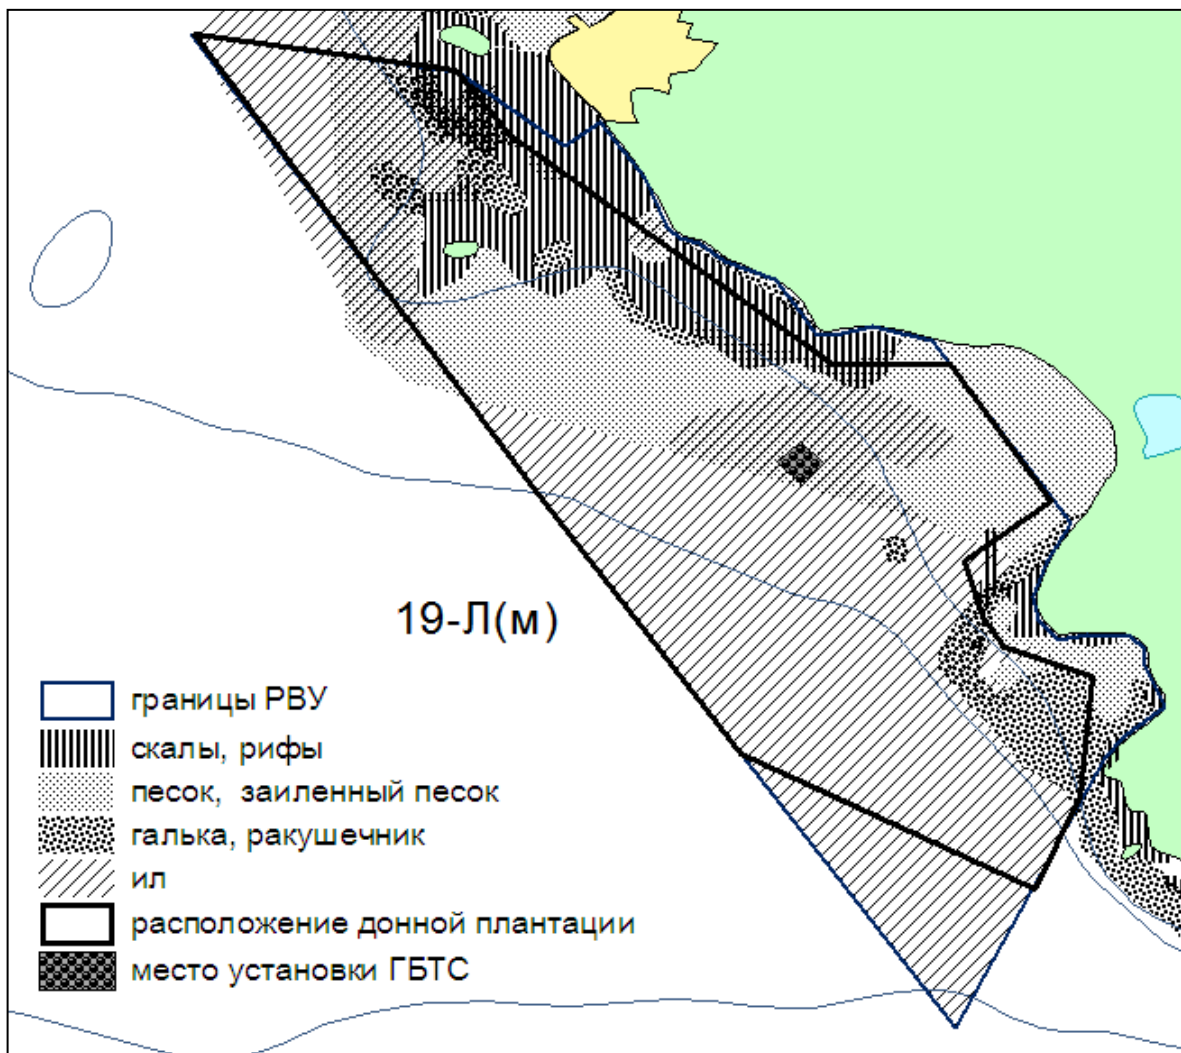 19-Л(м)
границы РВУ
скалы, рифы
песок, заиленный песок
галька, ракушечник
ил
расположение донной плантации
место установки ГБТС